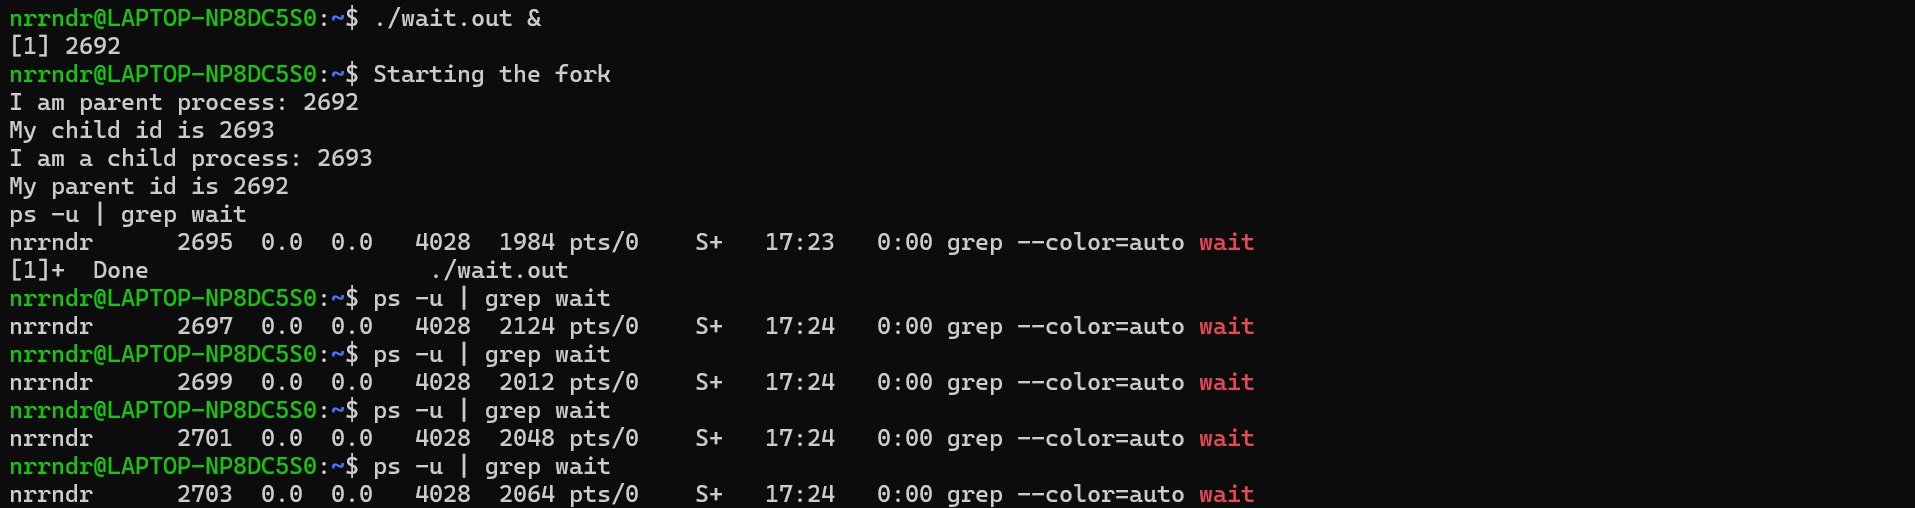 nrrndr@LAPTOP-NP8DC5S0:~$ ./wait.out &
[1] 2692
nrrndr@LAPTOP-NP8DC5S0:~$ Starting the fork
I am parent process: 2692
My child id is 2693
I am a child process: 2693
My parent id is 2692
ps -u | grep wait
nrrndr      2695  0.0  0.0   4028  1984 pts/0    S+   17:23   0:00 grep --color=auto wait
[1]+  Done                    ./wait.out
nrrndr@LAPTOP-NP8DC5S0:~$ ps -u | grep wait
nrrndr      2697  0.0  0.0   4028  2124 pts/0    S+   17:24   0:00 grep --color=auto wait
nrrndr@LAPTOP-NP8DC5S0:~$ ps -u | grep wait
nrrndr      2699  0.0  0.0   4028  2012 pts/0    S+   17:24   0:00 grep --color=auto wait
nrrndr@LAPTOP-NP8DC5S0:~$ ps -u | grep wait
nrrndr      2701  0.0  0.0   4028  2048 pts/0    S+   17:24   0:00 grep --color=auto wait
nrrndr@LAPTOP-NP8DC5S0:~$ ps -u | grep wait
nrrndr      2703  0.0  0.0   4028  2064 pts/0    S+   17:24   0:00 grep --color=auto wait